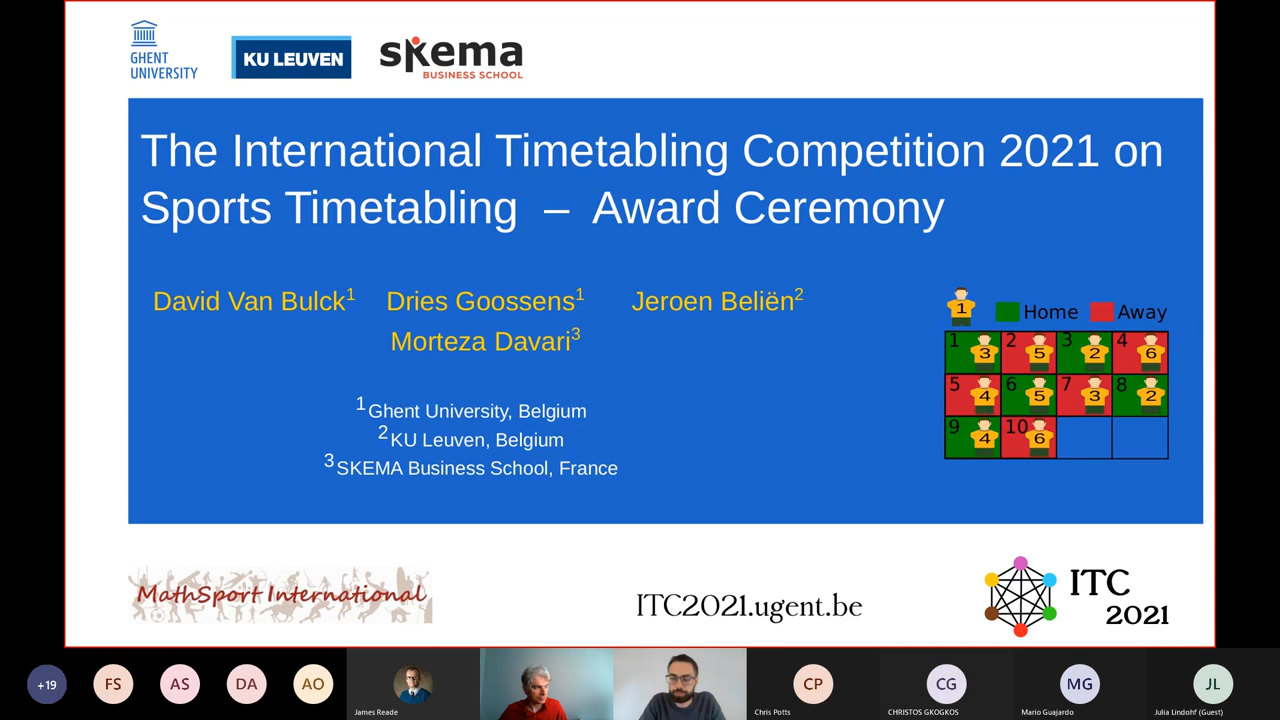 GHENT
UNIVERSITY
KU LEUVEN
skema
BUSINESS SCHOOL
The International Timetabling Competition 2021 on
Sports Timetabling – Award Ceremony
David Van Bulck1 Dries Goossens1 Jeroen Beliën2
Morteza Davari3
1Ghent University, Belgium
2KU Leuven, Belgium
3SKEMA Business School, France
1 Home Away
1 3 2 5 3 2 4 6
5 4 6 5 7 3 8 2
9 4 10 6
MathSport International
ITC2021.ugent.be
ITC
2021
+19 FS AS DA AO CP CG MG JL
James Reade Chris Potts CHRISTOS GKOGKOS Mario Guajardo Julia Lindohf (Guest)